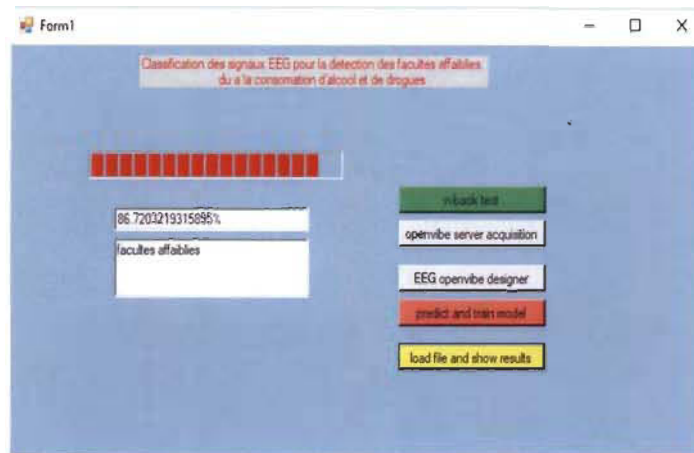 Form1
Classification des signaux EEG pour la detection des facultes affaiblies
du a la consomation d'alcool et de drogues
n-back test
86.7203219315895%
openvibe server acquisition
facultes affaiblies
EEG openvibe designer
predict and train model
load file and show results